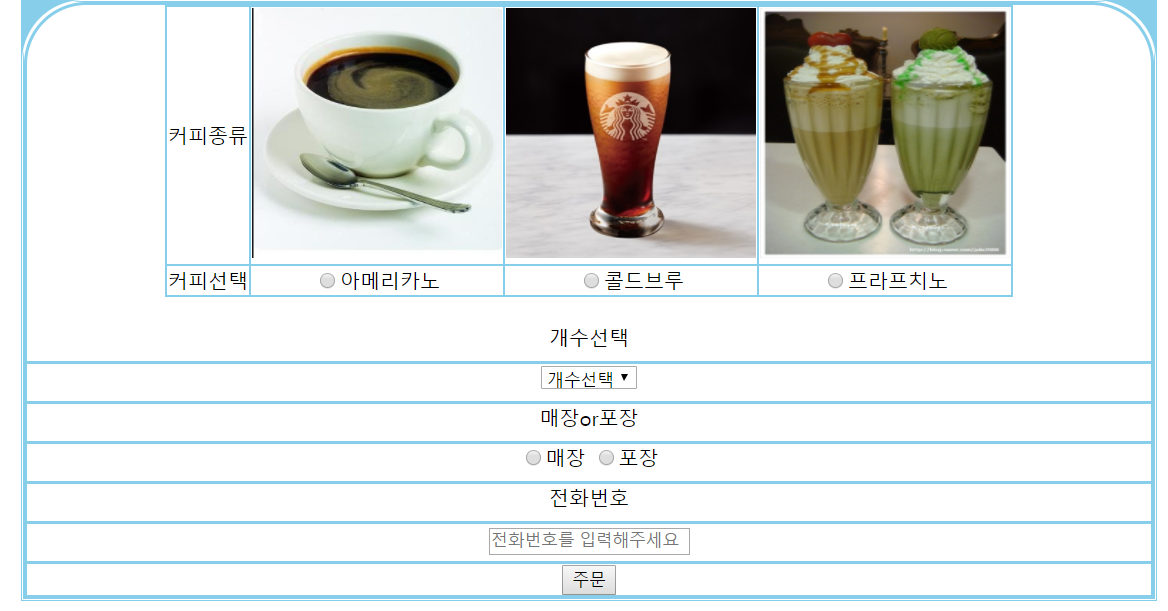 커피종류
커피선택 아메리카노 콜드브루 프라프치노
개수선택
개수선택
매장or포장
매장 포장
전화번호
전화번호를 입력해주세요
주문